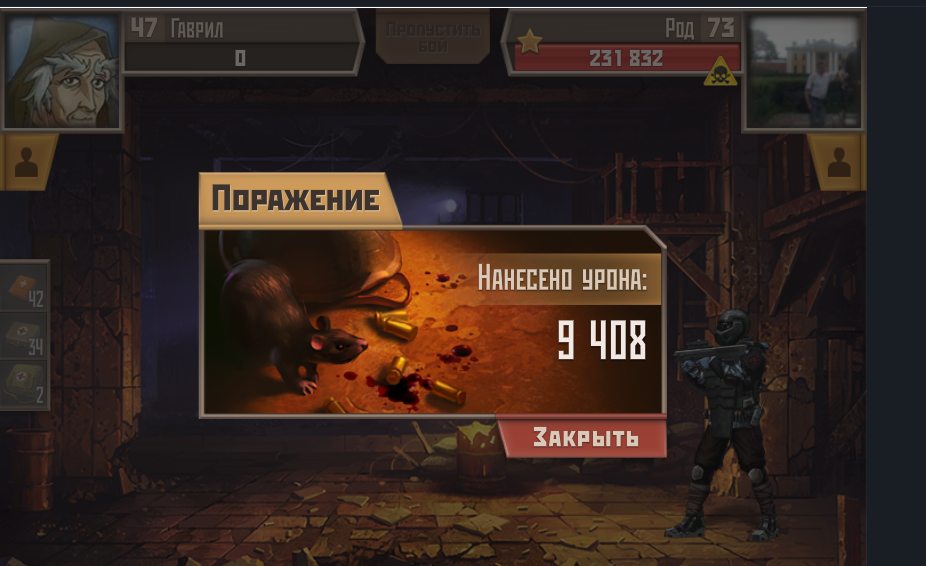 47 Гаврил
0
Пропустить
бой
Род 73
231 832
Поражение
Нанесено урона:
9 408
42
34
2
Закрыть